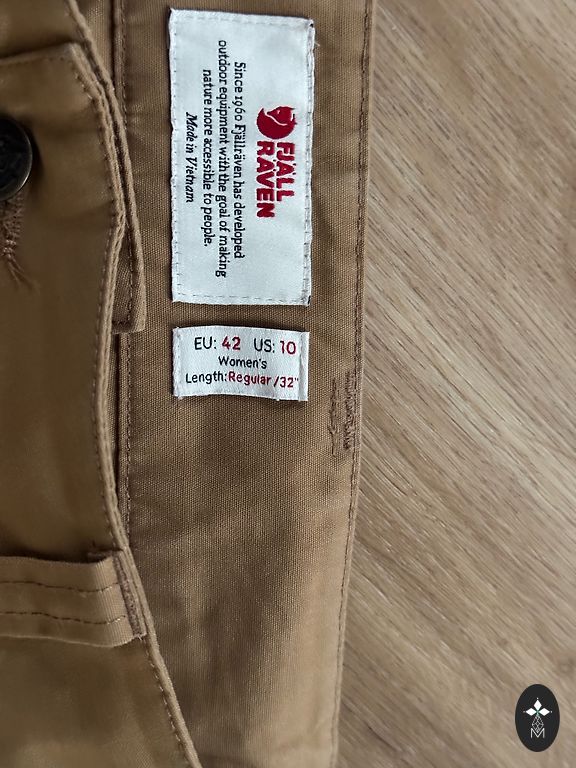 FJÄLL
RÄVEN
Since 1960 Fjällräven has developed
outdoor equipment with the goal of making
nature more accessible to people.
Made in Vietnam
EU: 42 US: 10
Women's
Length: Regular/32"
M